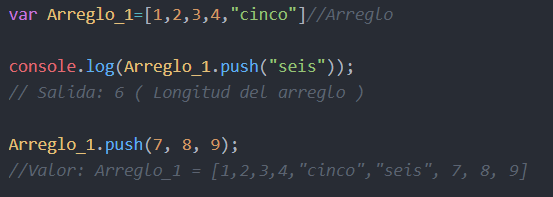 var Arreglo_1=[1,2,3,4,"cinco"]//Arreglo
console.log(Arreglo_1.push("seis"));
// Salida: 6 ( Longitud del arreglo )
Arreglo_1.push(7, 8, 9);
//Valor: Arreglo_1 = [1,2,3,4,"cinco","seis", 7, 8, 9]